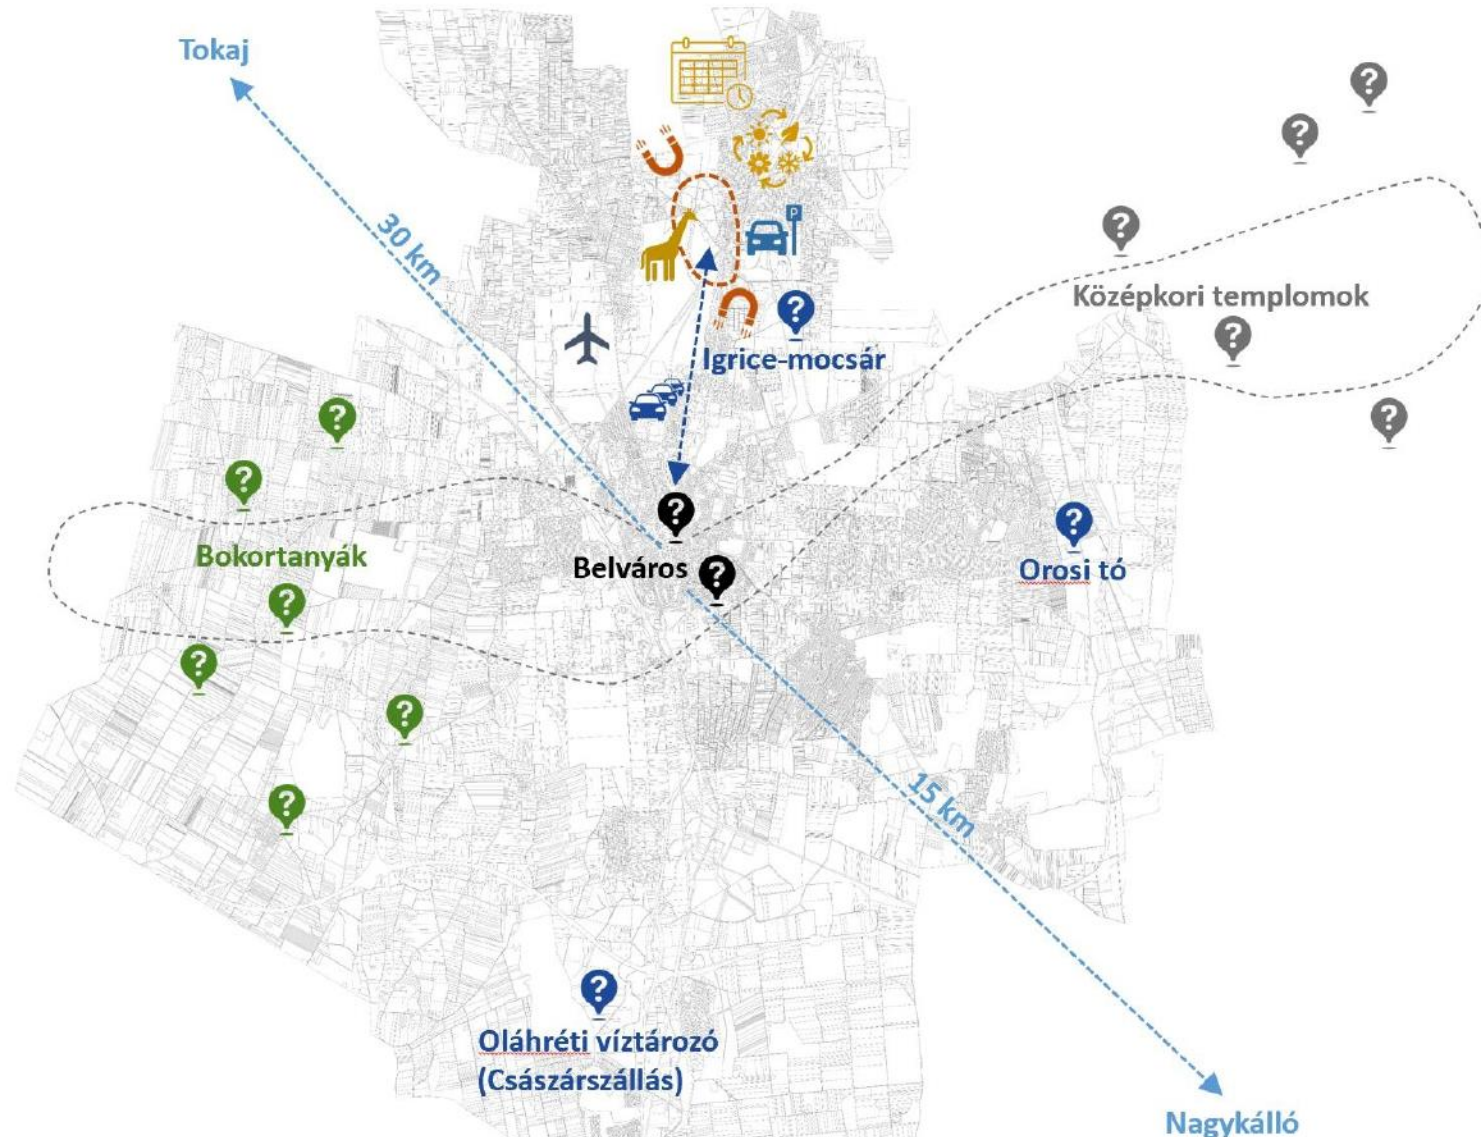 Tokaj
30 km
P
Középkori templomok
Igrice-mocsár
Bokortanyák
Belváros
Orosi tó
15 km
Oláhréti víztározó
(Császárszállás)
Nagykálló